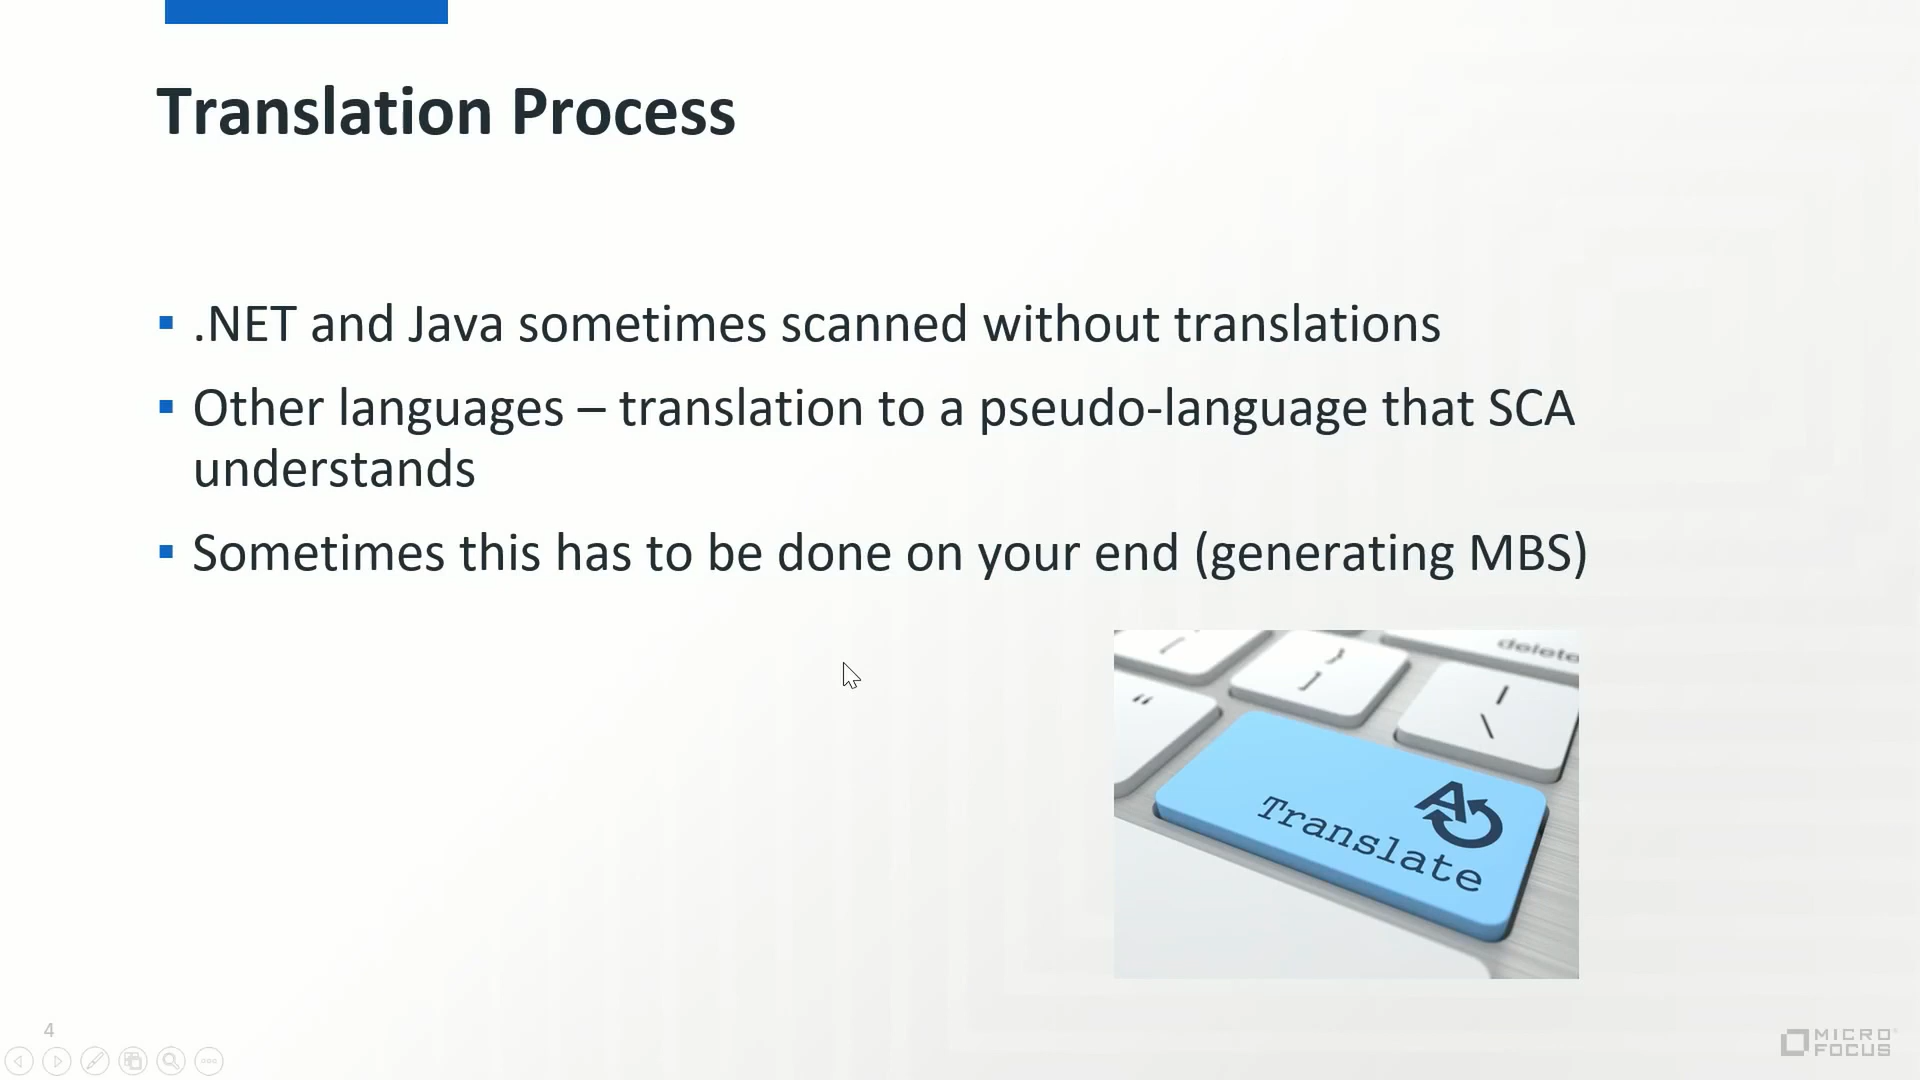 Translation Process
.NET and Java sometimes scanned without translations
Other languages – translation to a pseudo-language that SCA
understands
Sometimes this has to be done on your end (generating MBS)
delete
}
]
|
\
“
Translate
4
MICRO
FOCUS